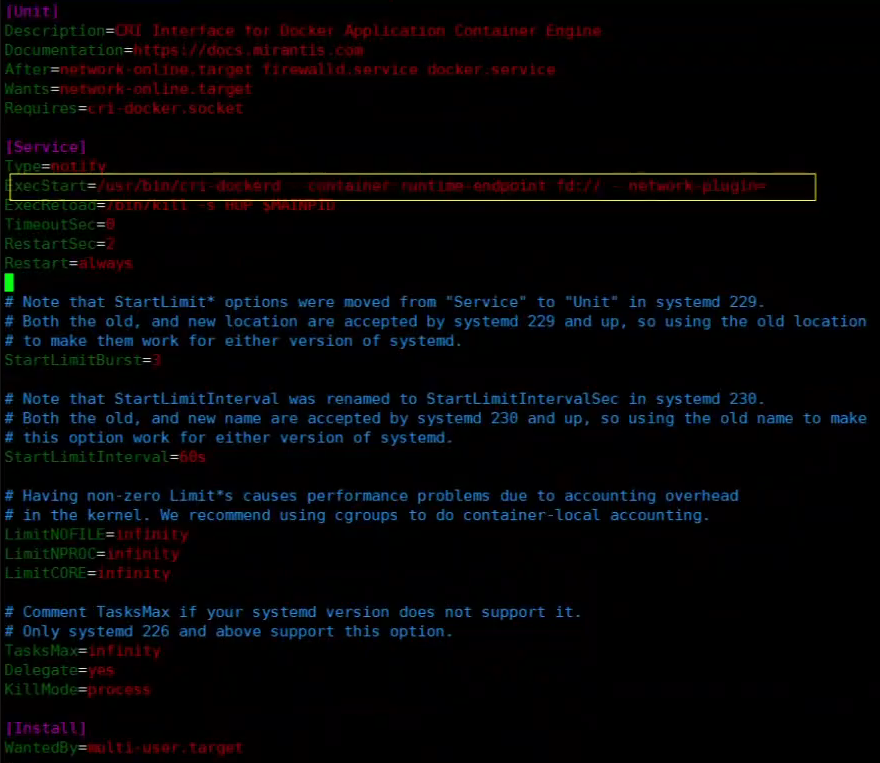 [Unit]
Description=CRI Interface for Docker Application Container Engine
Documentation=https://docs.mirantis.com
After=network-online.target firewalld.service docker.service
Wants=network-online.target
Requires=cri-docker.socket
[Service]
Type=notify
ExecStart=/usr/bin/cri-dockerd --container-runtime-endpoint fd:// --network-plugin=
ExecReload=/bin/kill -s HUP $MAINPID
TimeoutSec=0
RestartSec=2
Restart=always
# Note that StartLimit* options were moved from "Service" to "Unit" in systemd 229.
# Both the old, and new location are accepted by systemd 229 and up, so using the old location
# to make them work for either version of systemd.
StartLimitBurst=3
# Note that StartLimitInterval was renamed to StartLimitIntervalSec in systemd 230.
# Both the old, and new name are accepted by systemd 230 and up, so using the old name to make
# this option work for either version of systemd.
StartLimitInterval=60s
# Having non-zero Limit*s causes performance problems due to accounting overhead
# in the kernel. We recommend using cgroups to do container-local accounting.
LimitNOFILE=infinity
LimitNPROC=infinity
LimitCORE=infinity
# Comment TasksMax if your systemd version does not support it.
# Only systemd 226 and above support this option.
TasksMax=infinity
Delegate=yes
KillMode=process
[Install]
WantedBy=multi-user.target